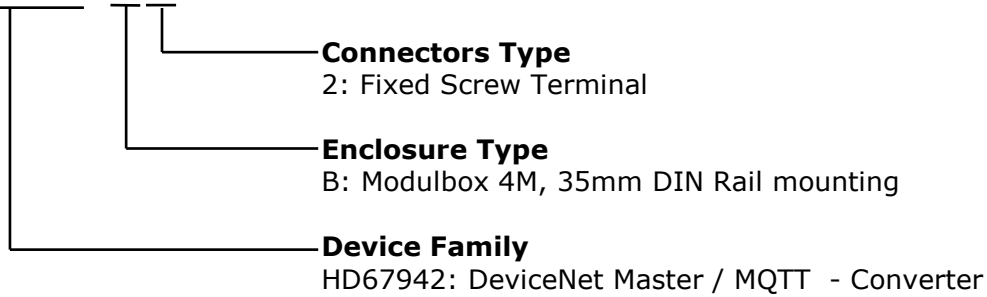 Connectors Type
2: Fixed Screw Terminal
Enclosure Type
B: Modulbox 4M, 35mm DIN Rail mounting
Device Family
HD67942: DeviceNet Master / MQTT  - Converter